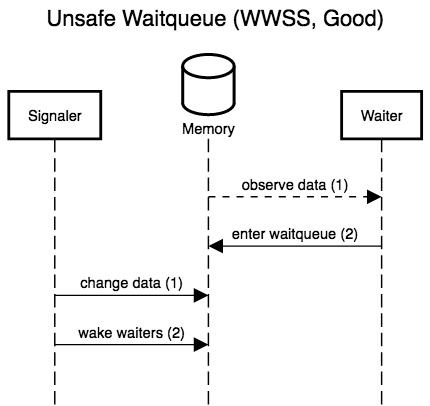 Unsafe Waitqueue (WWSS, Good)
Signaler
Memory
Waiter
observe data (1)
enter waitqueue (2)
change data (1)
wake waiters (2)